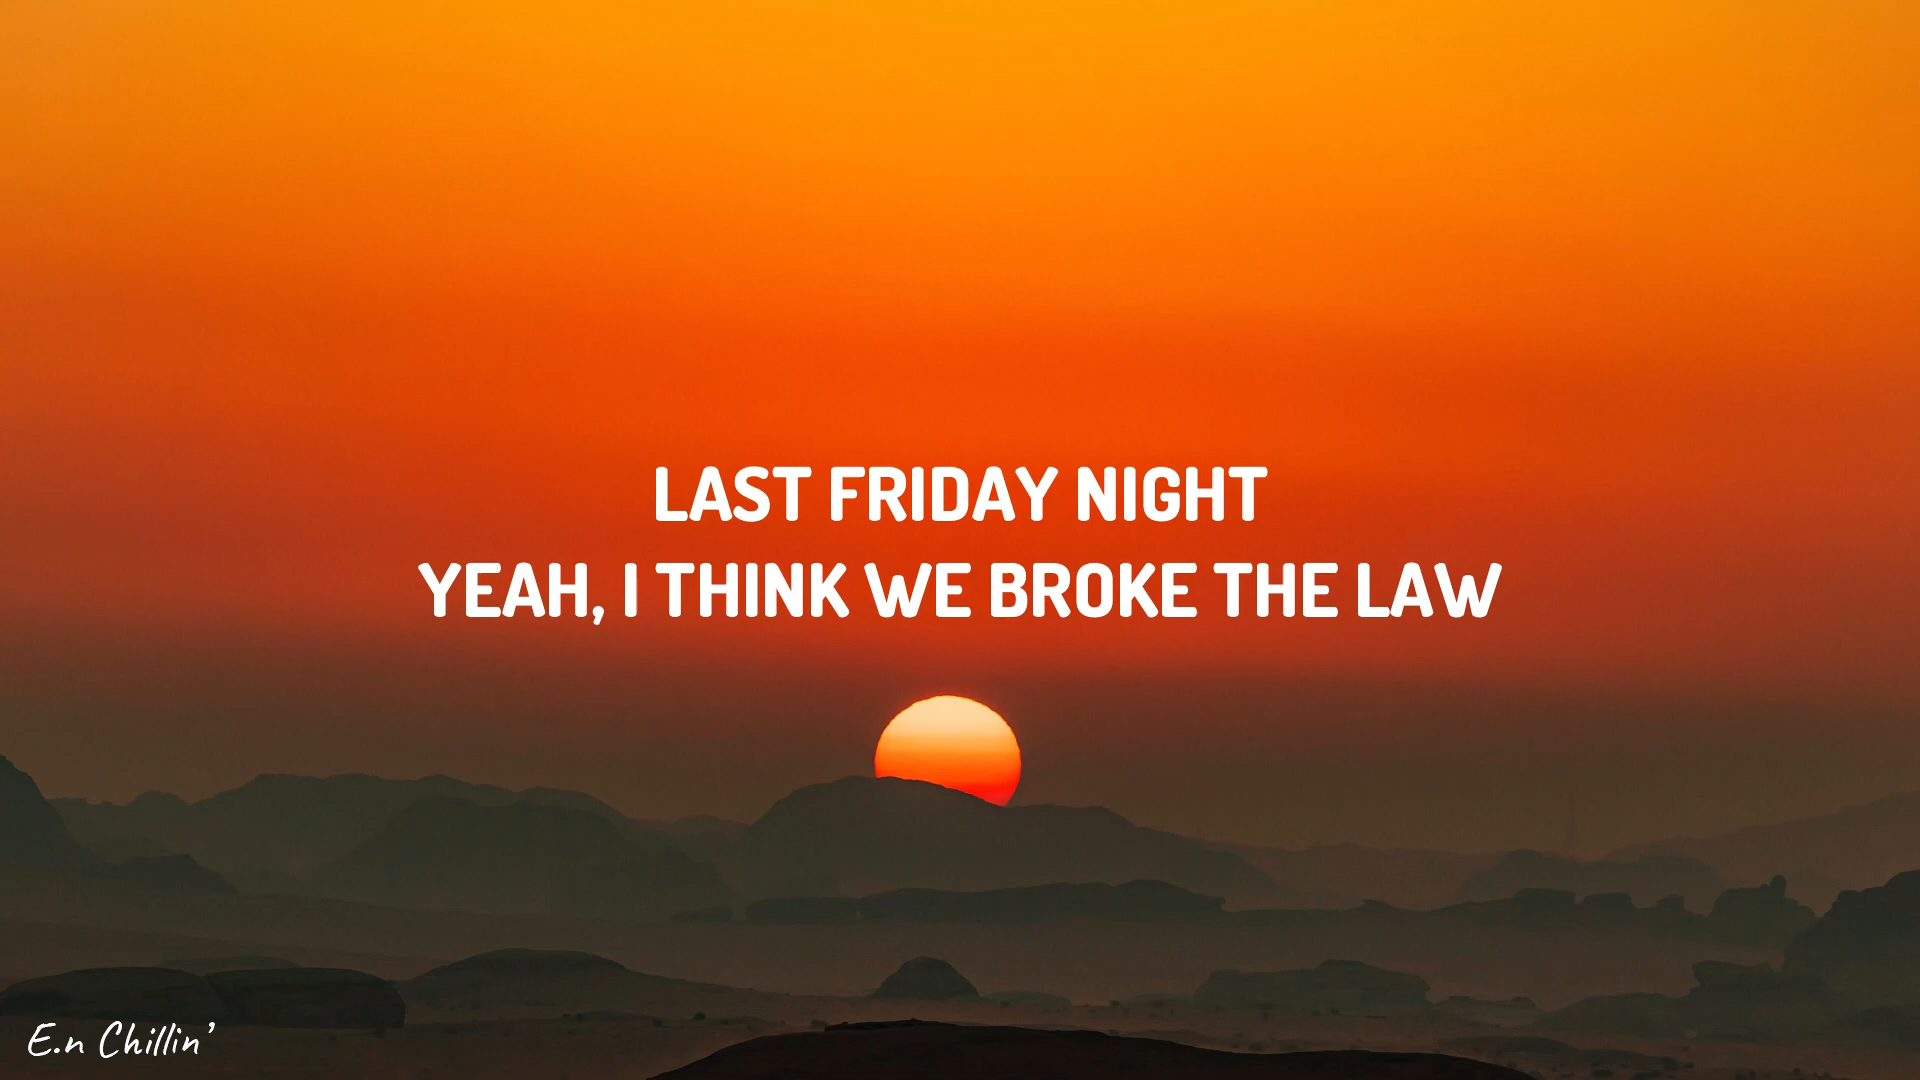 LAST FRIDAY NIGHT
YEAH, I THINK WE BROKE THE LAW
E.n Chillin’